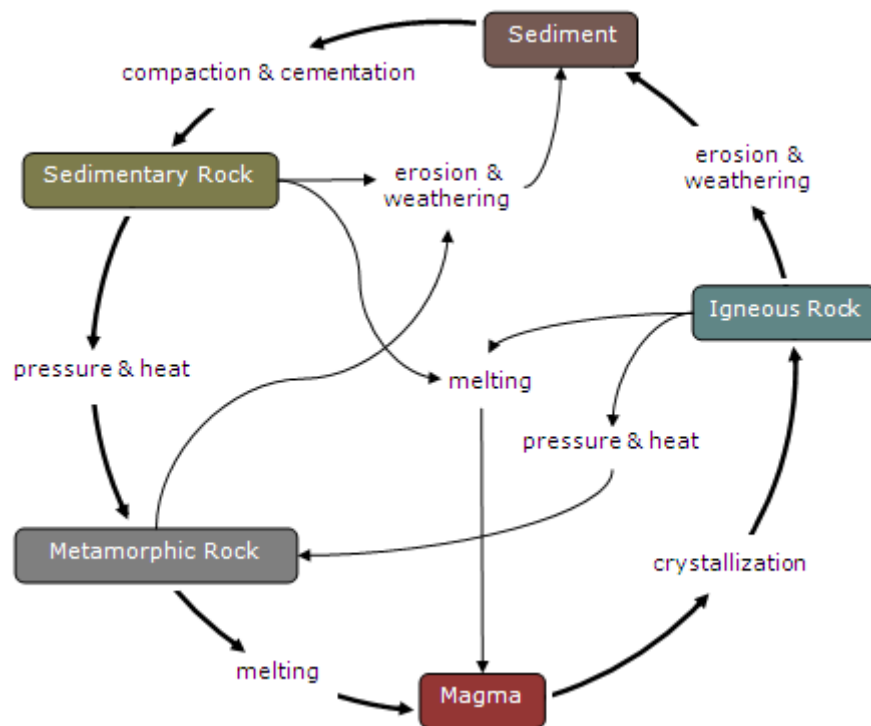 Sediment
compaction & cementation
Sedimentary Rock
erosion &
weathering
erosion &
weathering
Igneous Rock
pressure & heat
melting
pressure & heat
Metamorphic Rock
crystallization
melting
Magma